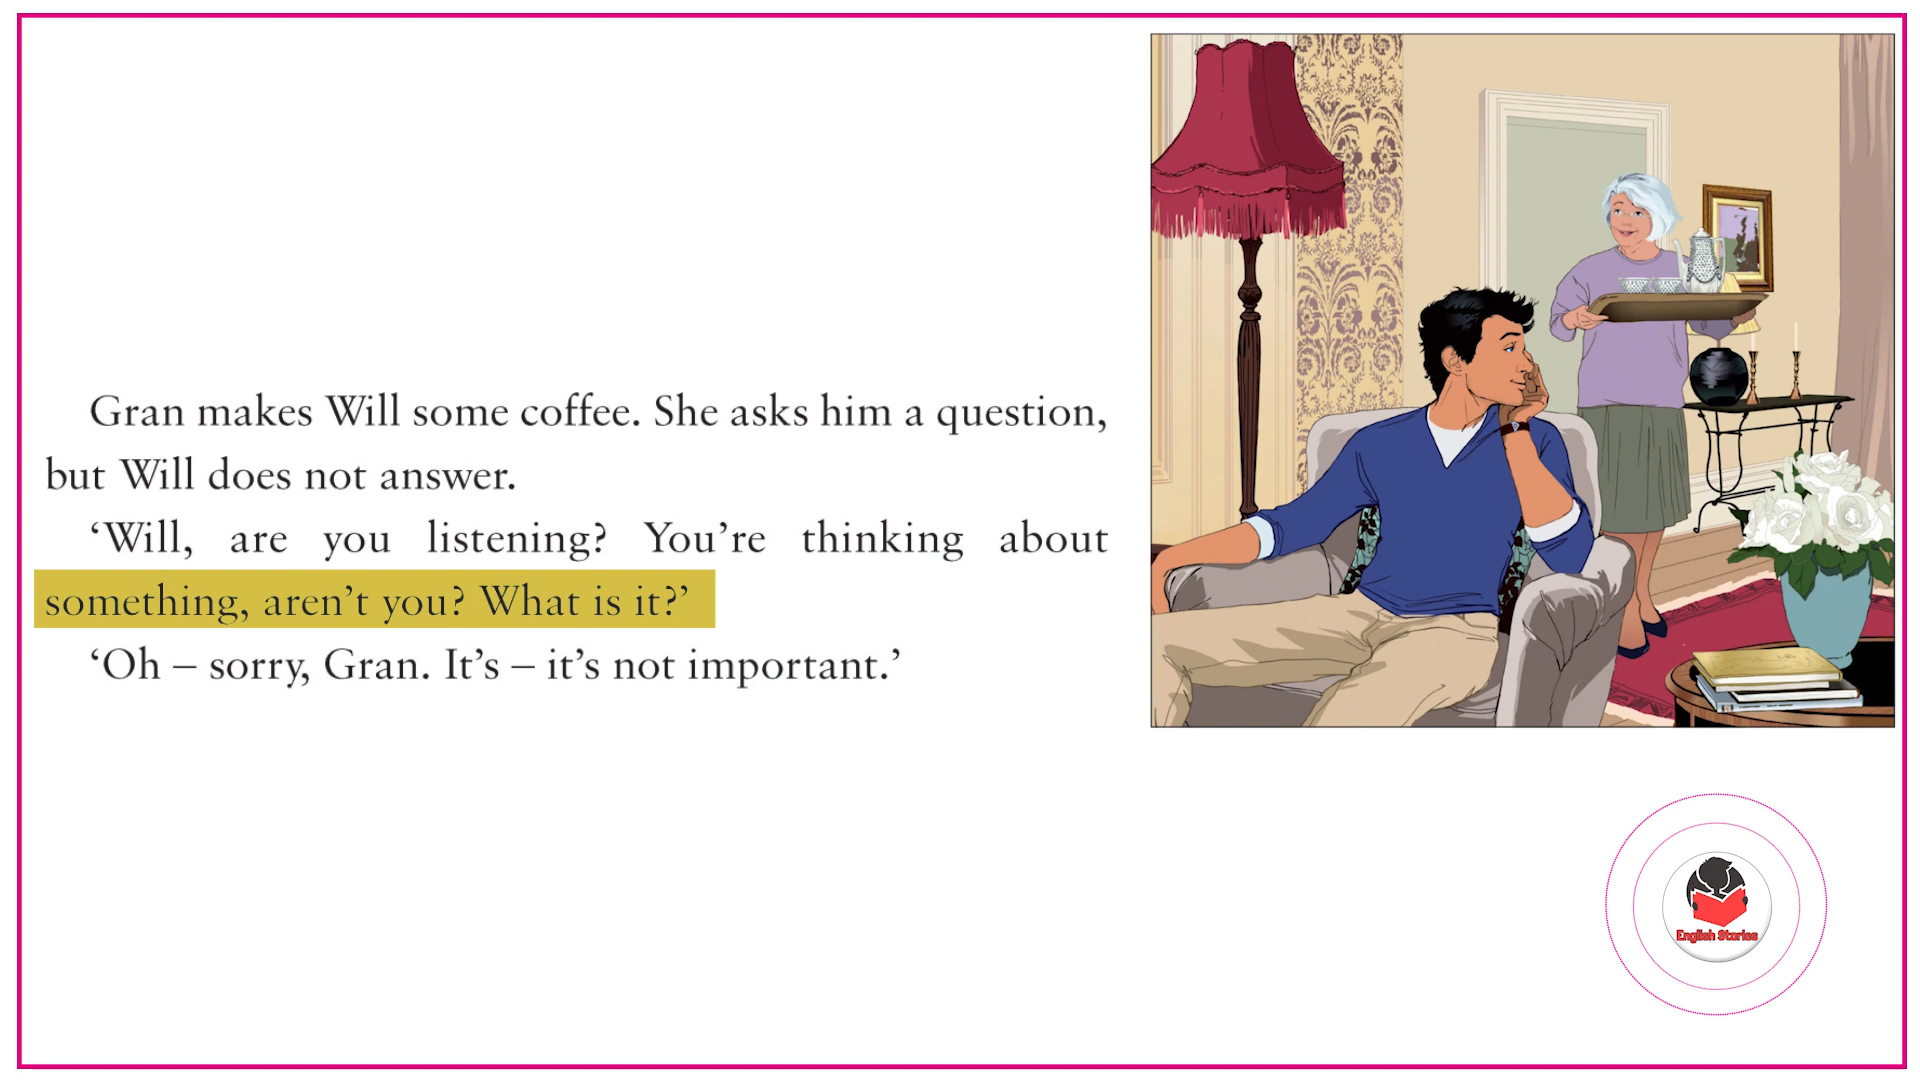 Gran makes Will some coffee. She asks him a question,
but Will does not answer.
‘Will, are you listening? You’re thinking about
something, aren’t you? What is it?’
‘Oh – sorry, Gran. It’s – it’s not important.’
English Stories